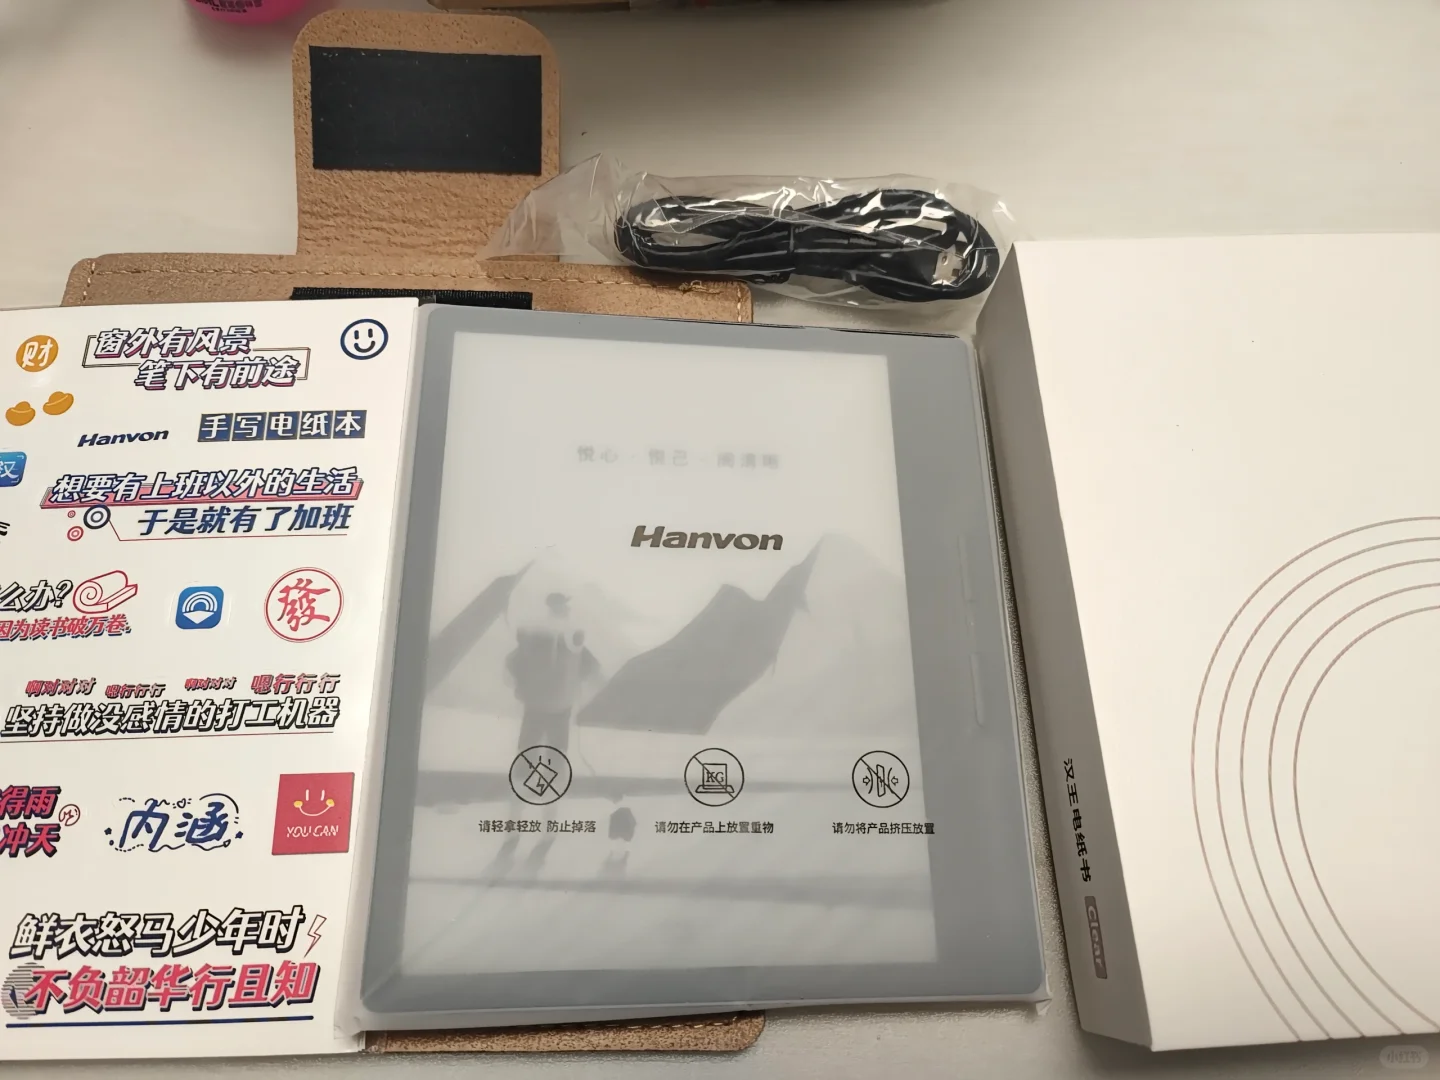 财
窗外有风景
笔下有前途
Hanvon
手写电纸本
汉
想要有上班以外的生活
于是就有了加班
么办?
因为读书破万卷
發
啊对对对 嗯行行行 啊对对对 嗯行行行
坚持做没感情的打工机器
得雨
冲天
内涵
YOU CAN
鲜衣怒马少年时
不负韶华行且知
悦心·悦己·阅清晰
Hanvon
KG
请轻拿轻放 防止掉落
请勿在产品上放置重物
请勿将产品挤压放置
汉王电纸书 Clear
小红书